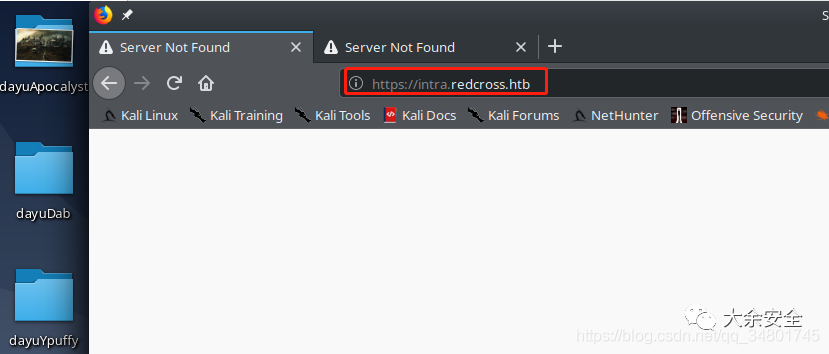 S
dayuApocalyst
Server Not Found
Server Not Found
https://intra.redcross.htb
Kali Linux
Kali Training
Kali Tools
Kali Docs
Kali Forums
NetHunter
Offensive Security
dayuDab
dayuYpuffy
大余安全
https://blog.csdn.net/qq_34801745